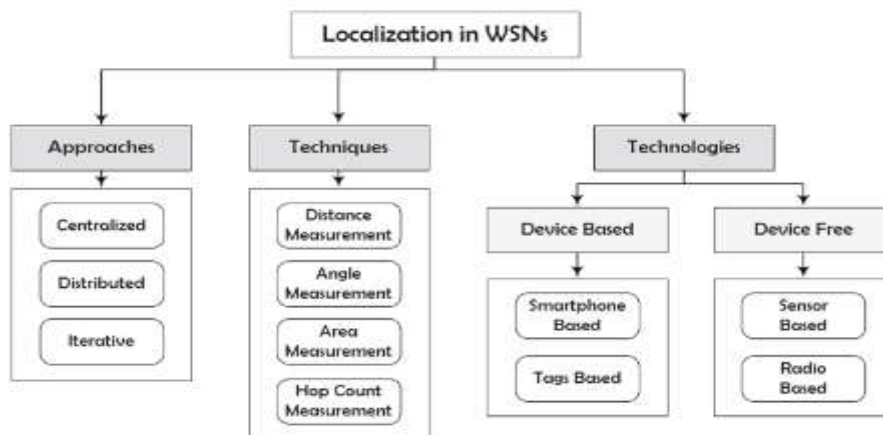 Localization in WSNs
Approaches
Techniques
Technologies
Centralized
Distributed
Iterative
Distance
Measurement
Angle
Measurement
Area
Measurement
Hop Count
Measurement
Device Based
Device Free
Smartphone
Based
Tags Based
Sensor
Based
Radio
Based